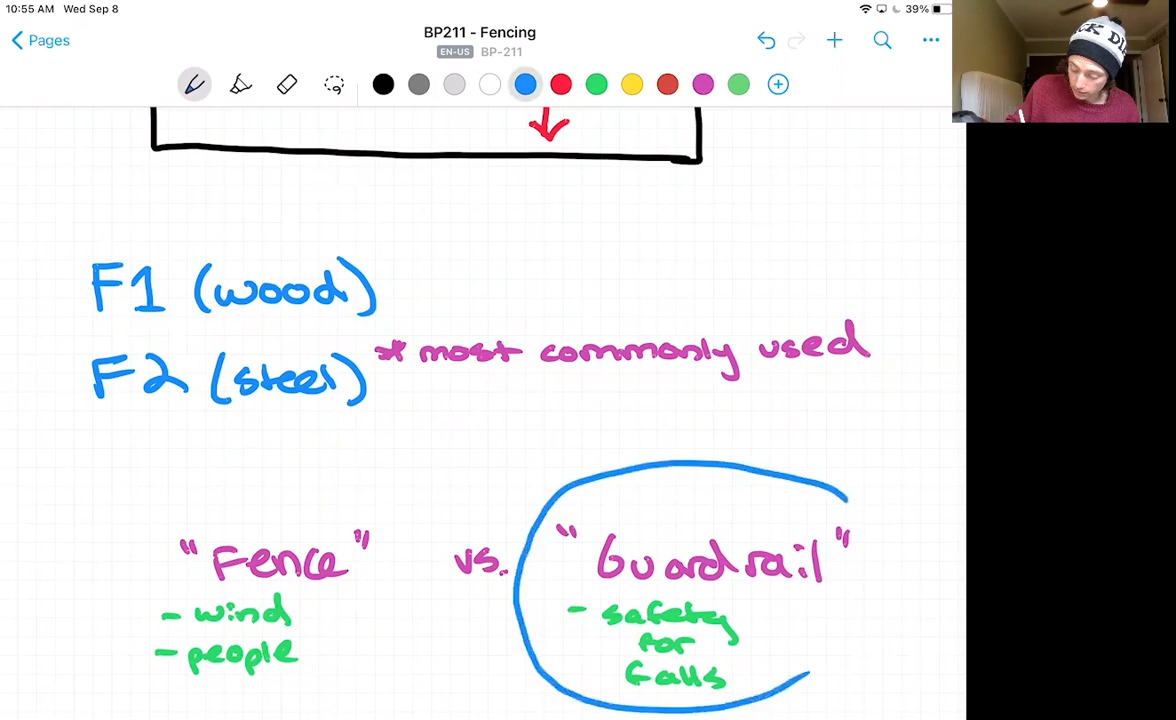 10:55 AM Wed Sep 8
39%
Pages
BP211 - Fencing
EN-US BP-211
F1 (wood)
F2 (steel)
* most commonly used
"Fence" vs. "Guardrail"
- wind
- people
- safety
for
falls